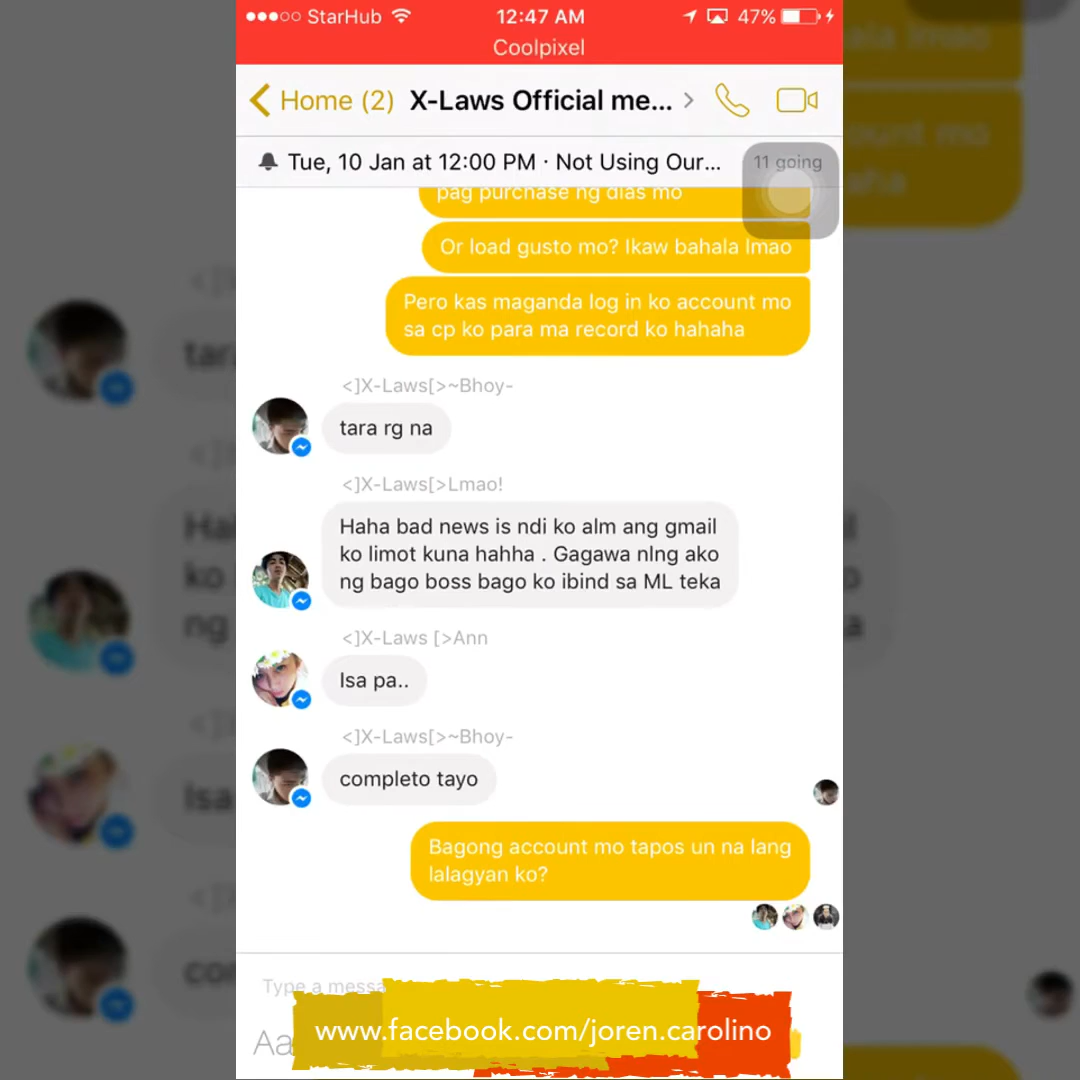 StarHub
12:47 AM
47%
Coolpixel
Home (2)
X-Laws Official me...
Tue, 10 Jan at 12:00 PM · Not Using Our...
11 going
pag purchase ng dias mo
Or load gusto mo? Ikaw bahala lmao
Pero kas maganda log in ko account mo
sa cp ko para ma record ko hahaha
<]X-Laws[>~Bhoy-
tara rg na
<]X-Laws[>Lmao!
Haha bad news is ndi ko alm ang gmail
ko limot kuna hahha . Gagawa nlng ako
ng bago boss bago ko ibind sa ML teka
<]X-Laws [>Ann
Isa pa..
<]X-Laws[>~Bhoy-
completo tayo
Bagong account mo tapos un na lang
lalagyan ko?
Type a messa
Aa
www.facebook.com/joren.carolino